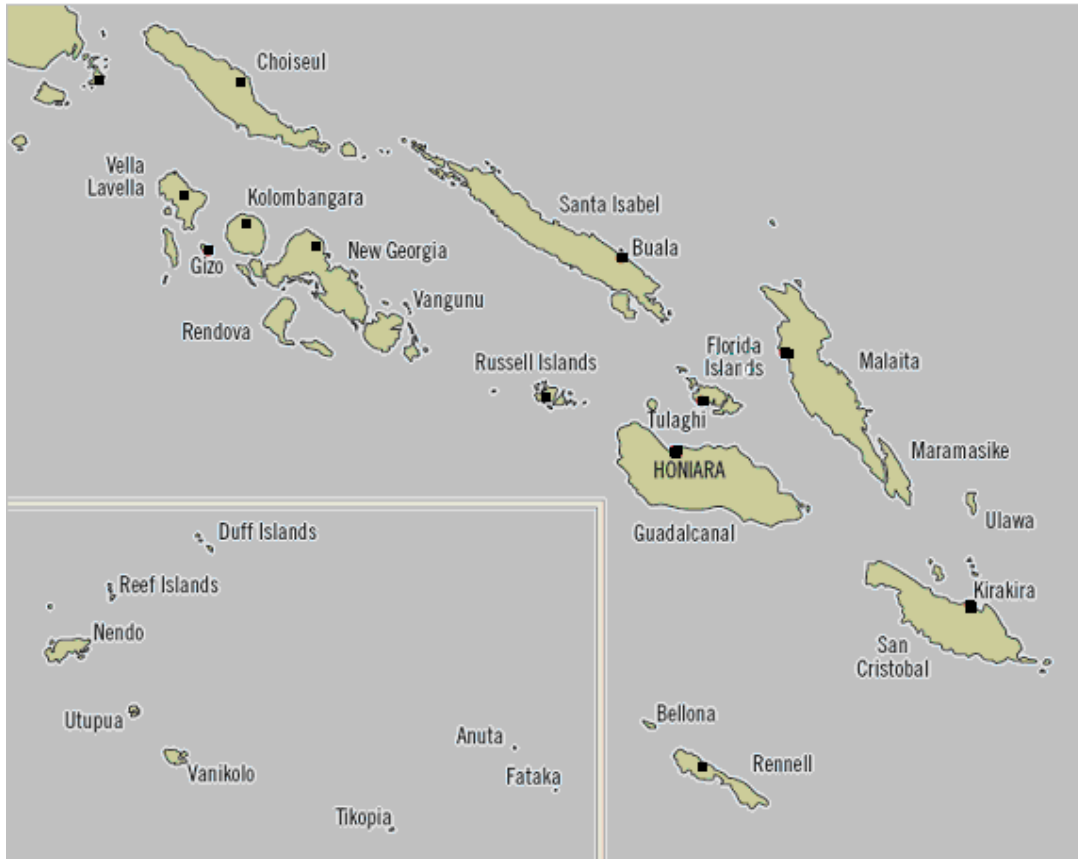 Choiseul
Vella
Lavella
Kolombangara
Santa Isabel
Buala
New Georgia
Gizo
Vangunu
Rendova
Florida
Islands
Russell Islands
Malaita
Tulaghi
Maramasike
HONIARA
Ulawa
Guadalcanal
Duff Islands
Reef Islands
Kirakira
Nendo
San
Cristobal
Utupua
Bellona
Anuta
Rennell
Vanikolo
Fataka
Tikopia